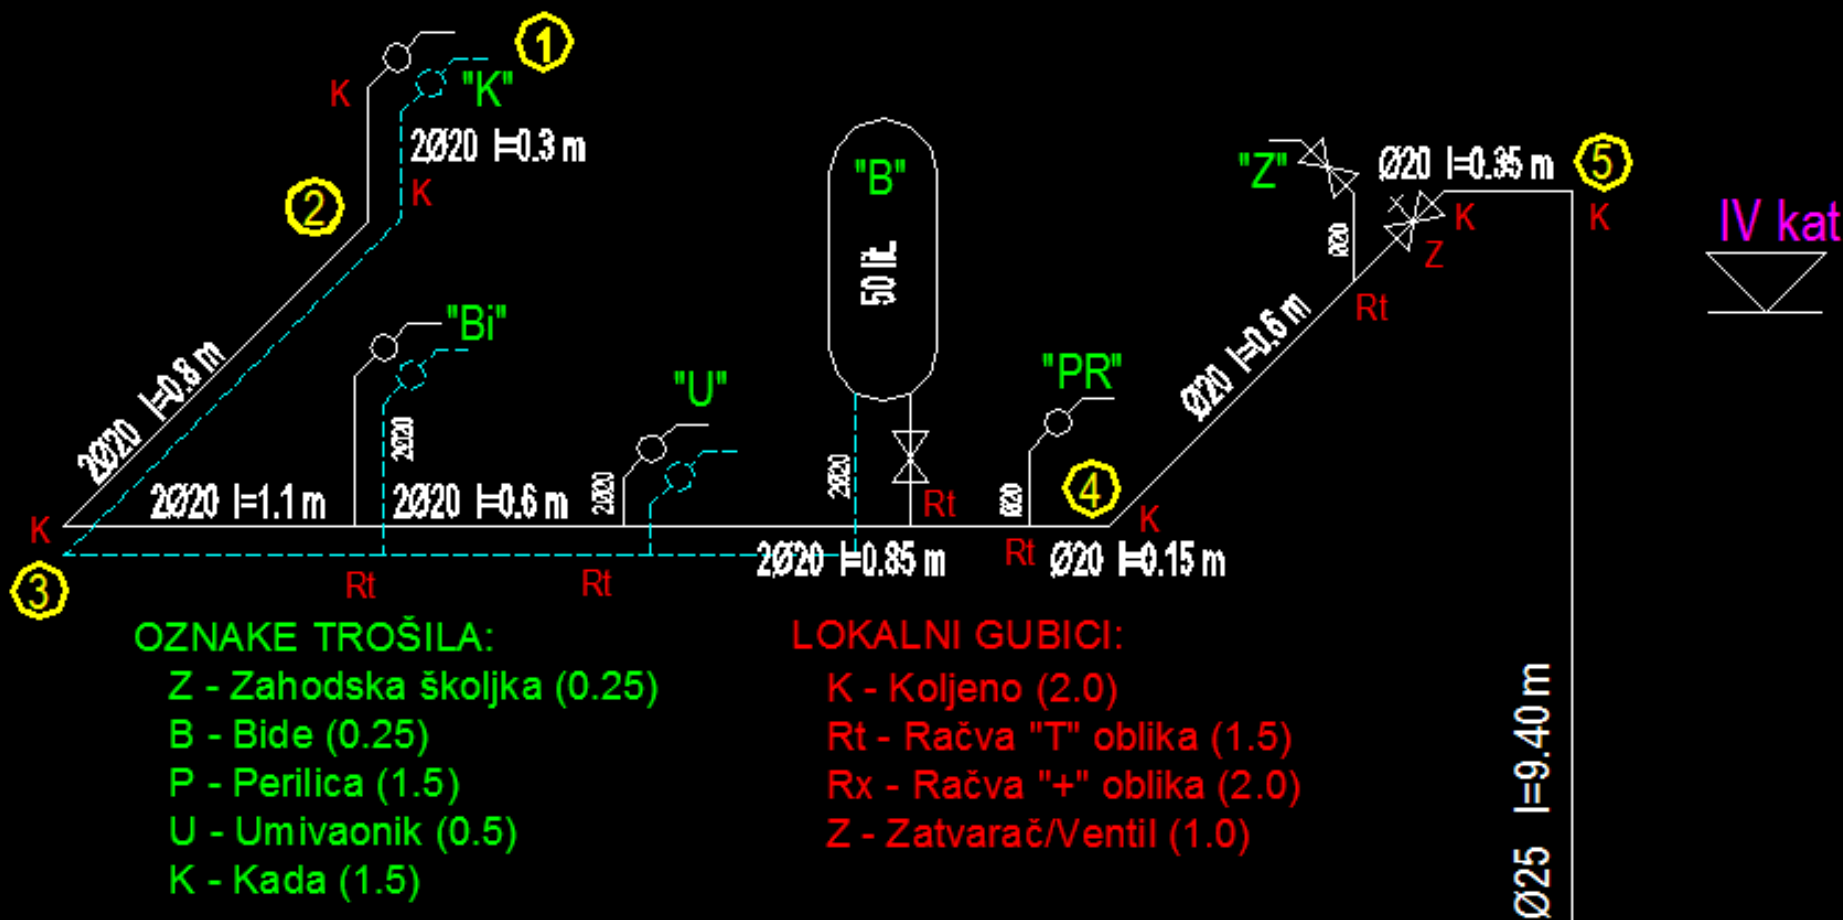 1
K
"K"
2Ø20 l=0.3 m
"B"
"Z"
Ø20 l=0.35 m
5
2
K
K
K
IV kat
Z
Ø20
50 lit.
Rt
"Bi"
2Ø20 l=0.8 m
Ø20 l=0.6 m
"PR"
"U"
2Ø20
2Ø20
2Ø20
Ø20
4
2Ø20 l=1.1 m
2Ø20 l=0.6 m
Rt
K
K
Rt
2Ø20 l=0.85 m
Ø20 l=0.15 m
3
Rt
Rt
OZNAKE TROŠILA:
Z - Zahodska školjka (0.25)
B - Bide (0.25)
P - Perilica (1.5)
U - Umivaonik (0.5)
K - Kada (1.5)
LOKALNI GUBICI:
K - Koljeno (2.0)
Rt - Račva "T" oblika (1.5)
Rx - Račva "+" oblika (2.0)
Z - Zatvarač/Ventil (1.0)
Ø25 l=9.40 m